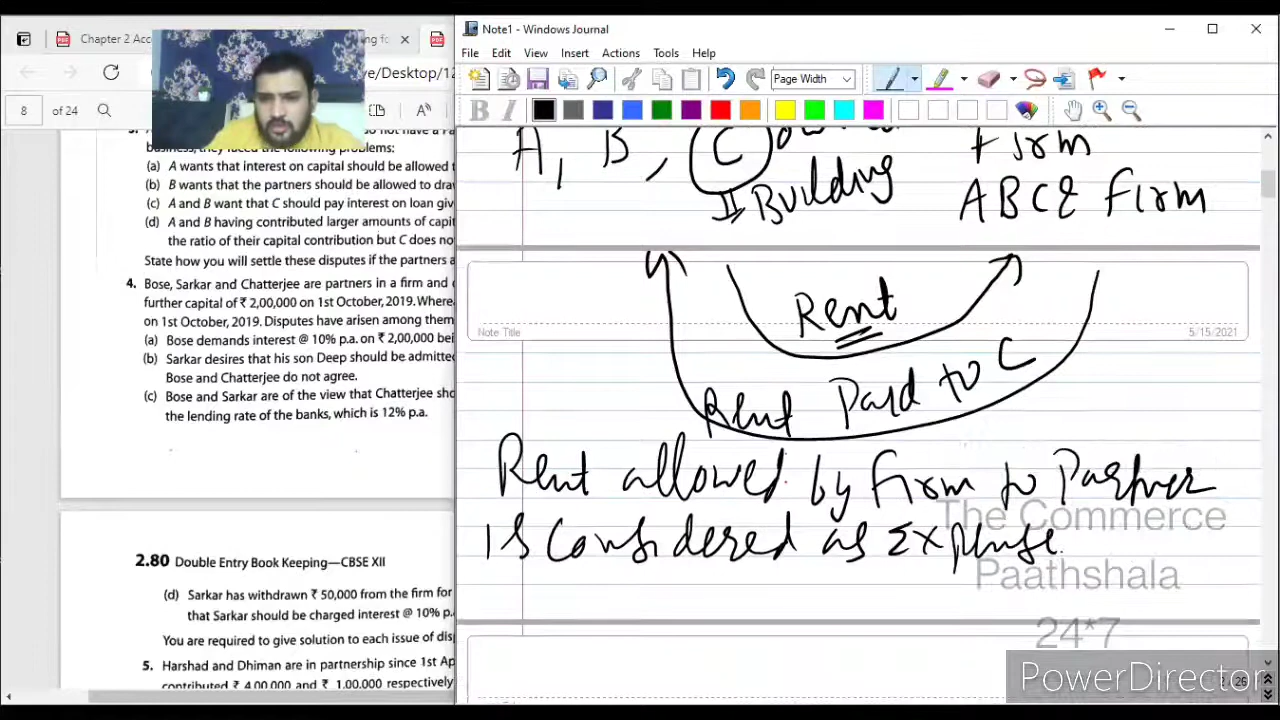 Note1 - Windows Journal
Chapter 2 Acc
ng fo
File Edit View Insert Actions Tools Help
ve/Desktop/12
8 of 24
Page Width
business, they faced the following problems:
(a) A wants that interest on capital should be allowed t
(b) B wants that the partners should be allowed to dra
(c) A and B want that C should pay interest on loan giv
(d) A and B having contributed larger amounts of capi
the ratio of their capital contribution but C does no
State how you will settle these disputes if the partners a
4. Bose, Sarkar and Chatterjee are partners in a firm and
further capital of ₹ 2,00,000 on 1st October, 2019. Where
on 1st October, 2019. Disputes have arisen among them
(a) Bose demands interest @ 10% p.a. on ₹ 2,00,000 bei
(b) Sarkar desires that his son Deep should be admitte
Bose and Chatterjee do not agree.
(c) Bose and Sarkar are of the view that Chatterjee sho
the lending rate of the banks, which is 12% p.a.
2.80 Double Entry Book Keeping—CBSE XII
(d) Sarkar has withdrawn ₹ 50,000 from the firm for
that Sarkar should be charged interest @ 10% p.
You are required to give solution to each issue of dis
5. Harshad and Dhiman are in partnership since 1st Ap
contributed ₹ 4,00,000 and ₹ 1,00,000 respectively
A, B, C
Firm
Building
ABC& Firm
Rent
Note Title
5/15/2021
Rent Paid to C
Rent allowed by Firm to Partner
is Considered as Expense.
The Commerce
Paathshala
24*7
PowerDirector